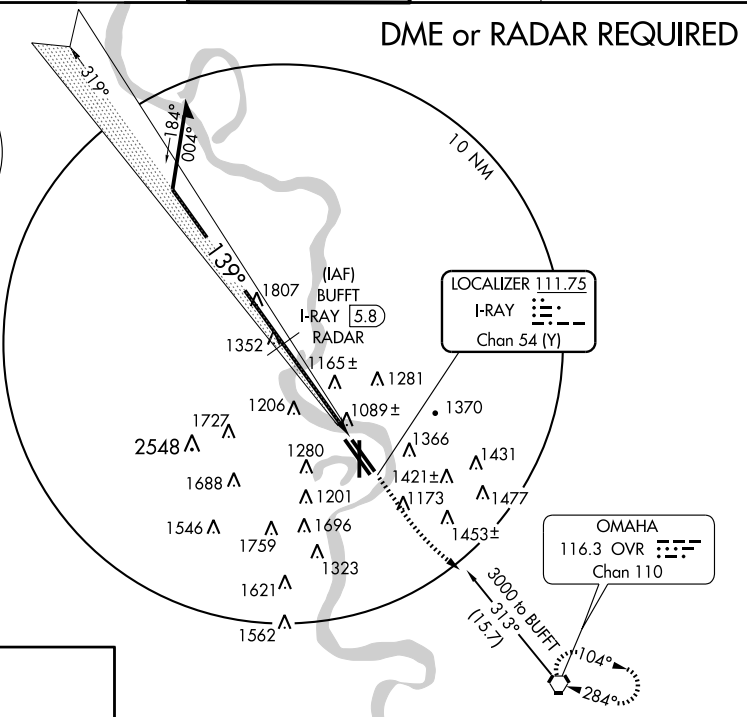 DME or RADAR REQUIRED
319°
184°
004°
10 NM
139°
1807
(IAF)
BUFFT
I-RAY 5.8
RADAR
LOCALIZER 111.75
I-RAY
Chan 54 (Y)
1352
1165 ±
1281
1206
1089 ±
1370
1727
2548
1280
1366
1431
1688
1421±
1201
1173
1477
1546
1759
1696
1453±
1323
OMAHA
116.3 OVR
Chan 110
1621
3000 to BUFFT
313°
(15.7)
1562
104°
284°